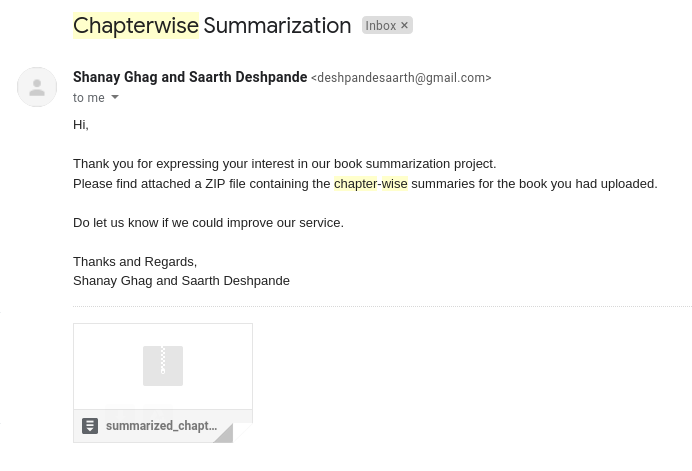 Chapterwise Summarization Inbox ×
Shanay Ghag and Saarth Deshpande <deshpandesaarth@gmail.com>
to me
Hi,
Thank you for expressing your interest in our book summarization project.
Please find attached a ZIP file containing the chapter-wise summaries for the book you had uploaded.
Do let us know if we could improve our service.
Thanks and Regards,
Shanay Ghag and Saarth Deshpande
summarized_chapt...